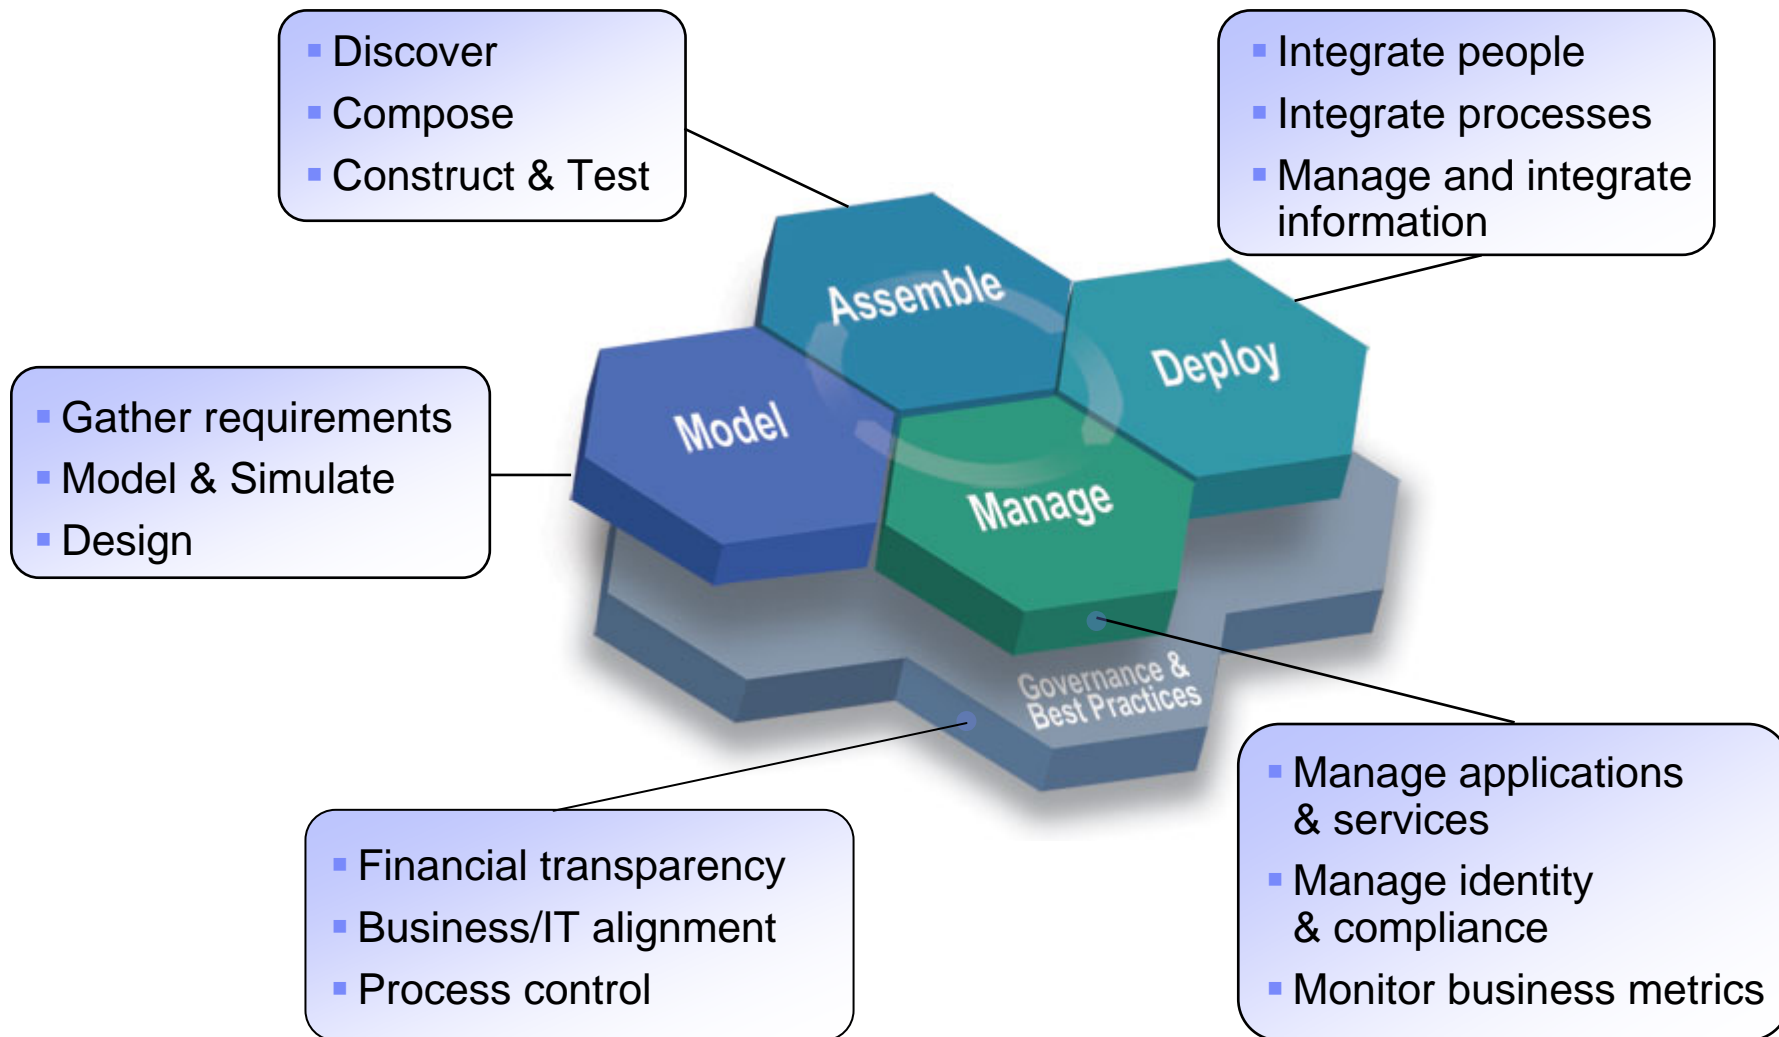 Discover
Compose
Construct & Test
Integrate people
Integrate processes
Manage and integrate
information
Assemble
Deploy
Model
Manage
Gather requirements
Model & Simulate
Design
Governance &
Best Practices
Financial transparency
Business/IT alignment
Process control
Manage applications
& services
Manage identity
& compliance
Monitor business metrics